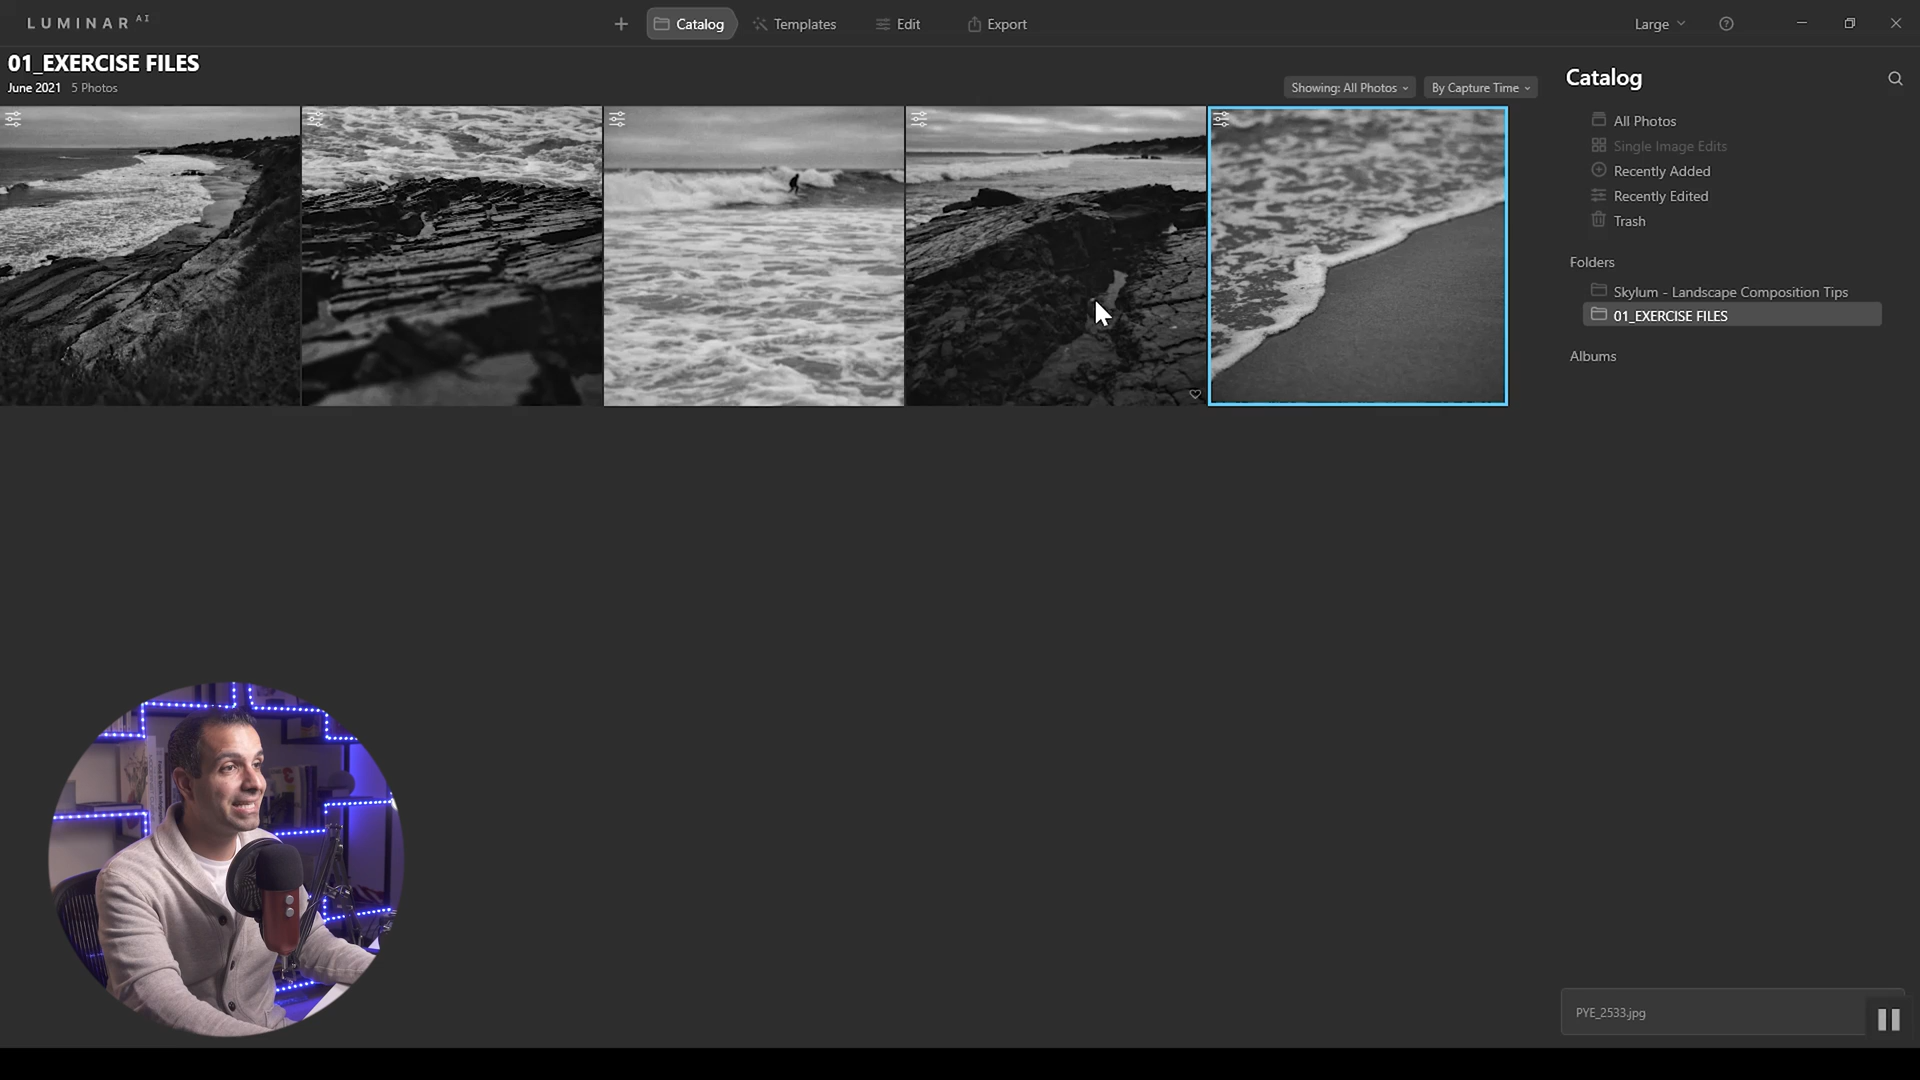 LUMINAR AI
Catalog
Templates
Edit
Export
Large
01_EXERCISE FILES
June 2021 5 Photos
Showing: All Photos
By Capture Time
Catalog
All Photos
Single Image Edits
Recently Added
Recently Edited
Trash
Folders
Skylum - Landscape Composition Tips
01_EXERCISE FILES
Albums
PYE_2533.jpg